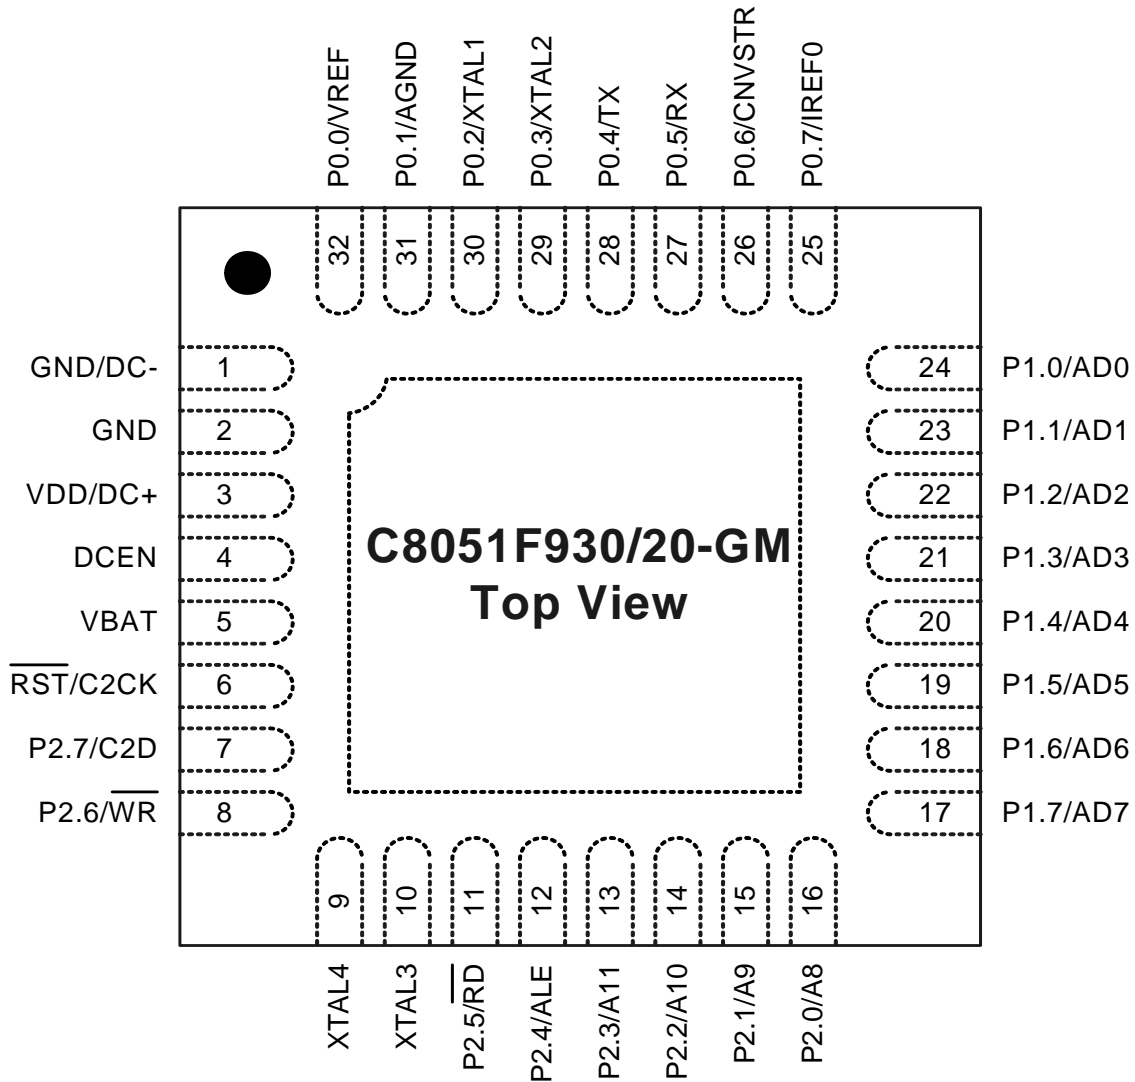 P0.0/VREF
P0.1/AGND
P0.2/XTAL1
P0.3/XTAL2
P0.4/TX
P0.5/RX
P0.6/CNVSTR
P0.7/IREF0
32
31
30
29
28
27
26
25
GND/DC-
1
24
P1.0/AD0
GND
2
23
P1.1/AD1
VDD/DC+
3
22
P1.2/AD2
DCEN
4
21
P1.3/AD3
VBAT
5
20
P1.4/AD4
R̅S̅T̅/C2CK
6
19
P1.5/AD5
P2.7/C2D
7
18
P1.6/AD6
P2.6/W̅R̅
8
17
P1.7/AD7
C8051F930/20-GM
Top View
9
10
11
12
13
14
15
16
XTAL4
XTAL3
P2.5/R̅D̅
P2.4/ALE
P2.3/A11
P2.2/A10
P2.1/A9
P2.0/A8